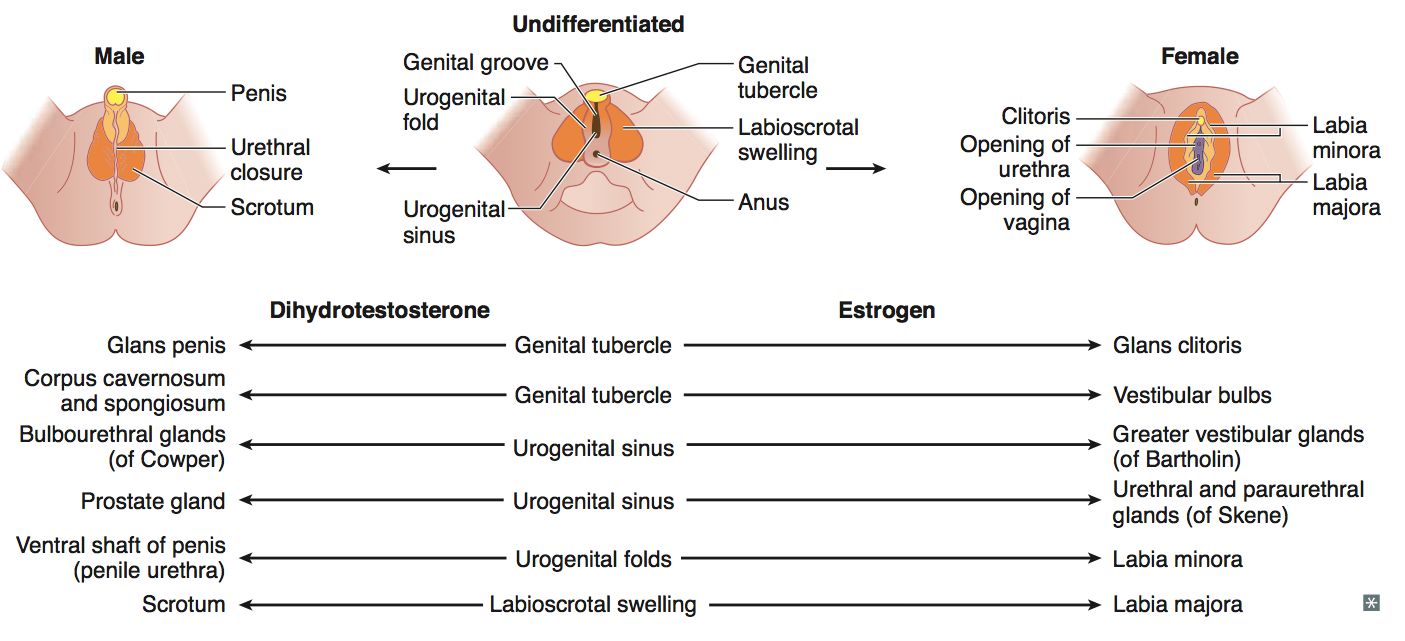 Undifferentiated
Male
Female
Penis
Urethral
closure
Scrotum
Genital groove
Urogenital
fold
Urogenital
sinus
Genital
tubercle
Labioscrotal
swelling
Anus
Clitoris
Opening of
urethra
Opening of
vagina
Labia
minora
Labia
majora
Dihydrotestosterone
Estrogen
Glans penis
Genital tubercle
Glans clitoris
Corpus cavernosum
and spongiosum
Genital tubercle
Vestibular bulbs
Bulbourethral glands
(of Cowper)
Urogenital sinus
Greater vestibular glands
(of Bartholin)
Prostate gland
Urogenital sinus
Urethral and paraurethral
glands (of Skene)
Ventral shaft of penis
(penile urethra)
Urogenital folds
Labia minora
Scrotum
Labioscrotal swelling
Labia majora